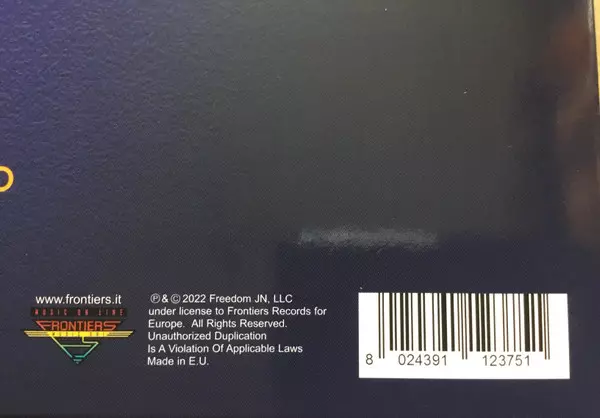 www.frontiers.it
MUSIC ON LINE
FRONTIERS
℗ & © 2022 Freedom JN, LLC
under license to Frontiers Records for
Europe. All Rights Reserved.
Unauthorized Duplication
Is A Violation Of Applicable Laws
Made in E.U.
8 024391 123751